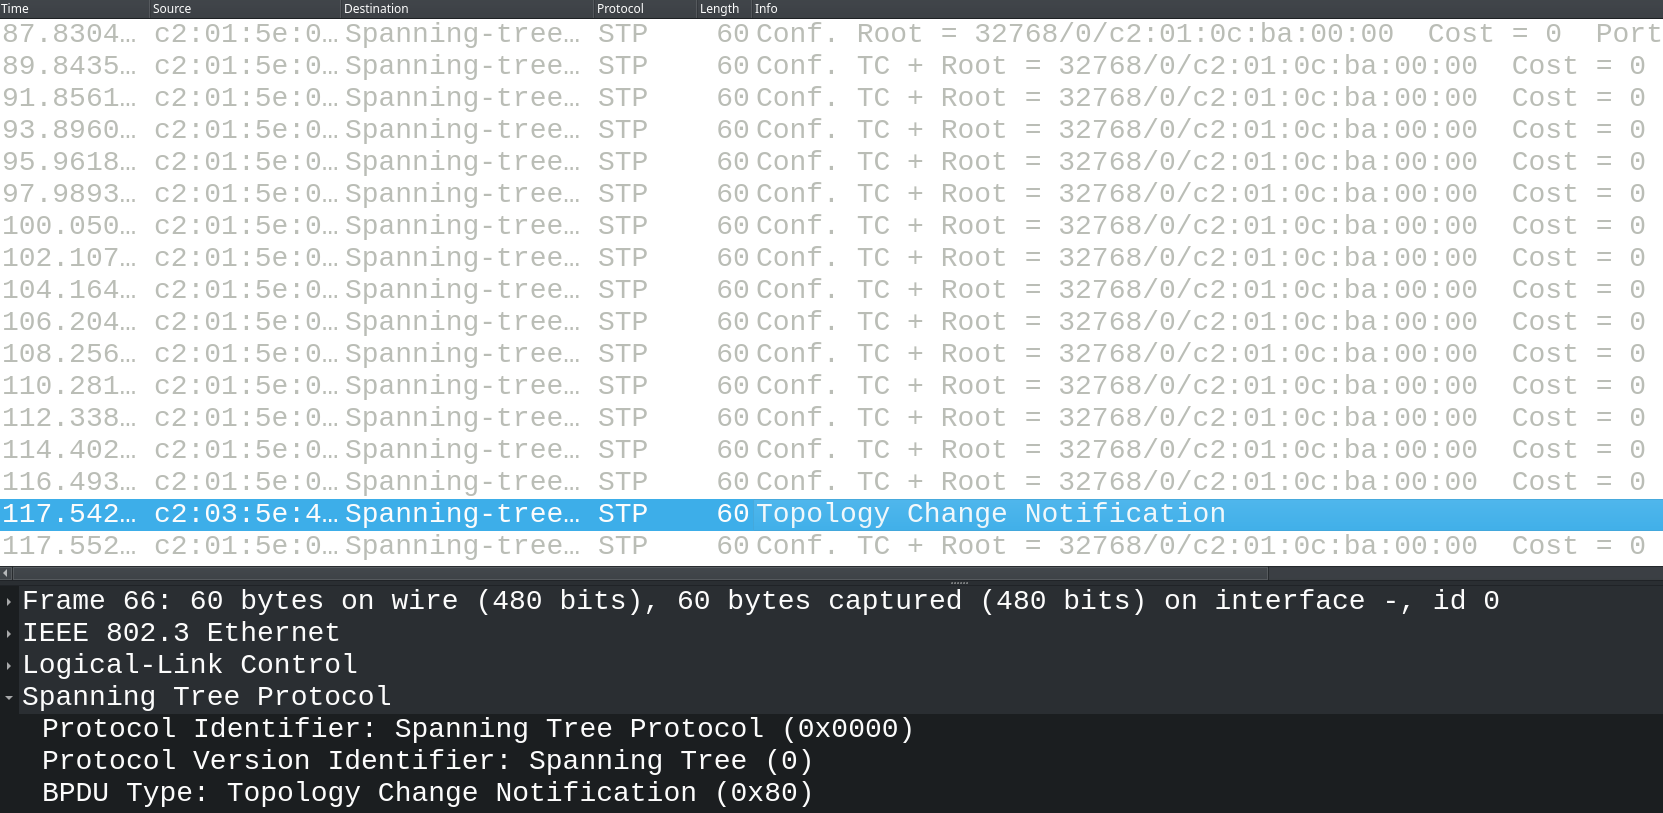 Time Source Destination Protocol Length Info
87.8304… c2:01:5e:0… Spanning-tree… STP 60 Conf. Root = 32768/0/c2:01:0c:ba:00:00 Cost = 0 Port
89.8435… c2:01:5e:0… Spanning-tree… STP 60 Conf. TC + Root = 32768/0/c2:01:0c:ba:00:00 Cost = 0
91.8561… c2:01:5e:0… Spanning-tree… STP 60 Conf. TC + Root = 32768/0/c2:01:0c:ba:00:00 Cost = 0
93.8960… c2:01:5e:0… Spanning-tree… STP 60 Conf. TC + Root = 32768/0/c2:01:0c:ba:00:00 Cost = 0
95.9618… c2:01:5e:0… Spanning-tree… STP 60 Conf. TC + Root = 32768/0/c2:01:0c:ba:00:00 Cost = 0
97.9893… c2:01:5e:0… Spanning-tree… STP 60 Conf. TC + Root = 32768/0/c2:01:0c:ba:00:00 Cost = 0
100.050… c2:01:5e:0… Spanning-tree… STP 60 Conf. TC + Root = 32768/0/c2:01:0c:ba:00:00 Cost = 0
102.107… c2:01:5e:0… Spanning-tree… STP 60 Conf. TC + Root = 32768/0/c2:01:0c:ba:00:00 Cost = 0
104.164… c2:01:5e:0… Spanning-tree… STP 60 Conf. TC + Root = 32768/0/c2:01:0c:ba:00:00 Cost = 0
106.204… c2:01:5e:0… Spanning-tree… STP 60 Conf. TC + Root = 32768/0/c2:01:0c:ba:00:00 Cost = 0
108.256… c2:01:5e:0… Spanning-tree… STP 60 Conf. TC + Root = 32768/0/c2:01:0c:ba:00:00 Cost = 0
110.281… c2:01:5e:0… Spanning-tree… STP 60 Conf. TC + Root = 32768/0/c2:01:0c:ba:00:00 Cost = 0
112.338… c2:01:5e:0… Spanning-tree… STP 60 Conf. TC + Root = 32768/0/c2:01:0c:ba:00:00 Cost = 0
114.402… c2:01:5e:0… Spanning-tree… STP 60 Conf. TC + Root = 32768/0/c2:01:0c:ba:00:00 Cost = 0
116.493… c2:01:5e:0… Spanning-tree… STP 60 Conf. TC + Root = 32768/0/c2:01:0c:ba:00:00 Cost = 0
117.542… c2:03:5e:4… Spanning-tree… STP 60 Topology Change Notification
117.552… c2:01:5e:0… Spanning-tree… STP 60 Conf. TC + Root = 32768/0/c2:01:0c:ba:00:00 Cost = 0
Frame 66: 60 bytes on wire (480 bits), 60 bytes captured (480 bits) on interface -, id 0
IEEE 802.3 Ethernet
Logical-Link Control
Spanning Tree Protocol
Protocol Identifier: Spanning Tree Protocol (0x0000)
Protocol Version Identifier: Spanning Tree (0)
BPDU Type: Topology Change Notification (0x80)